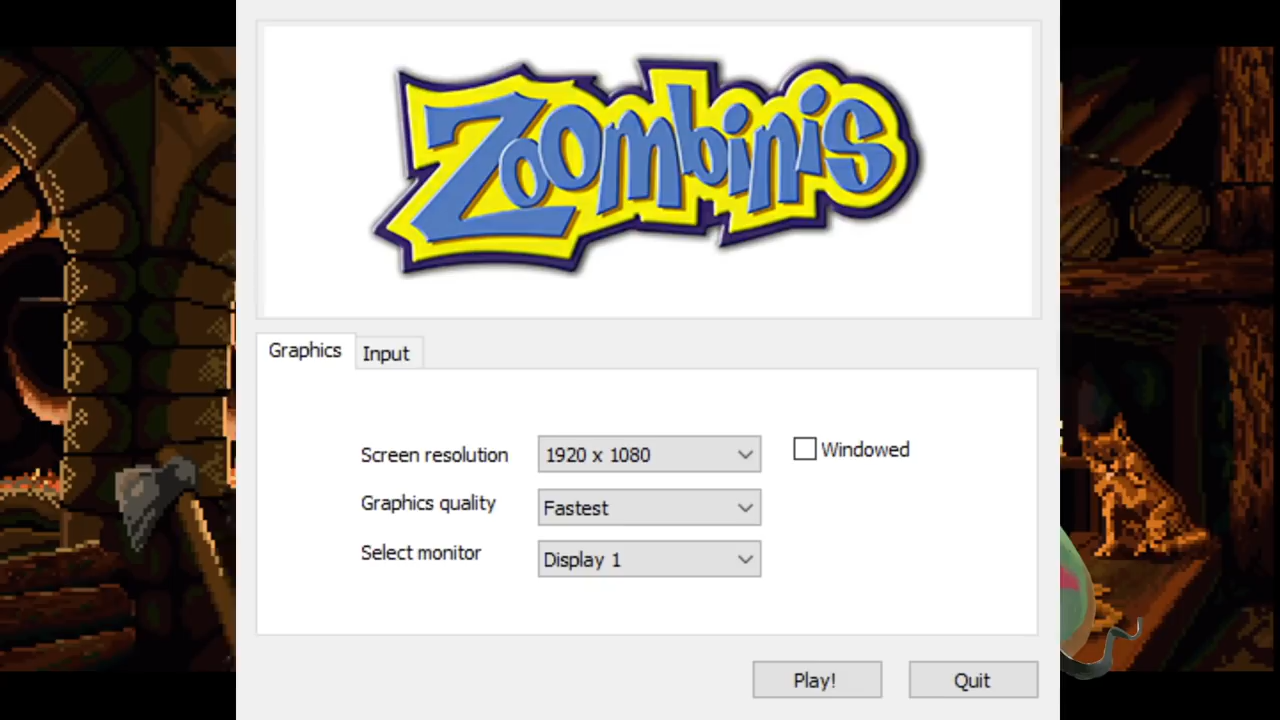 Zoombinis
Graphics
Input
Screen resolution
1920 x 1080
Windowed
Graphics quality
Fastest
Select monitor
Display 1
Play!
Quit